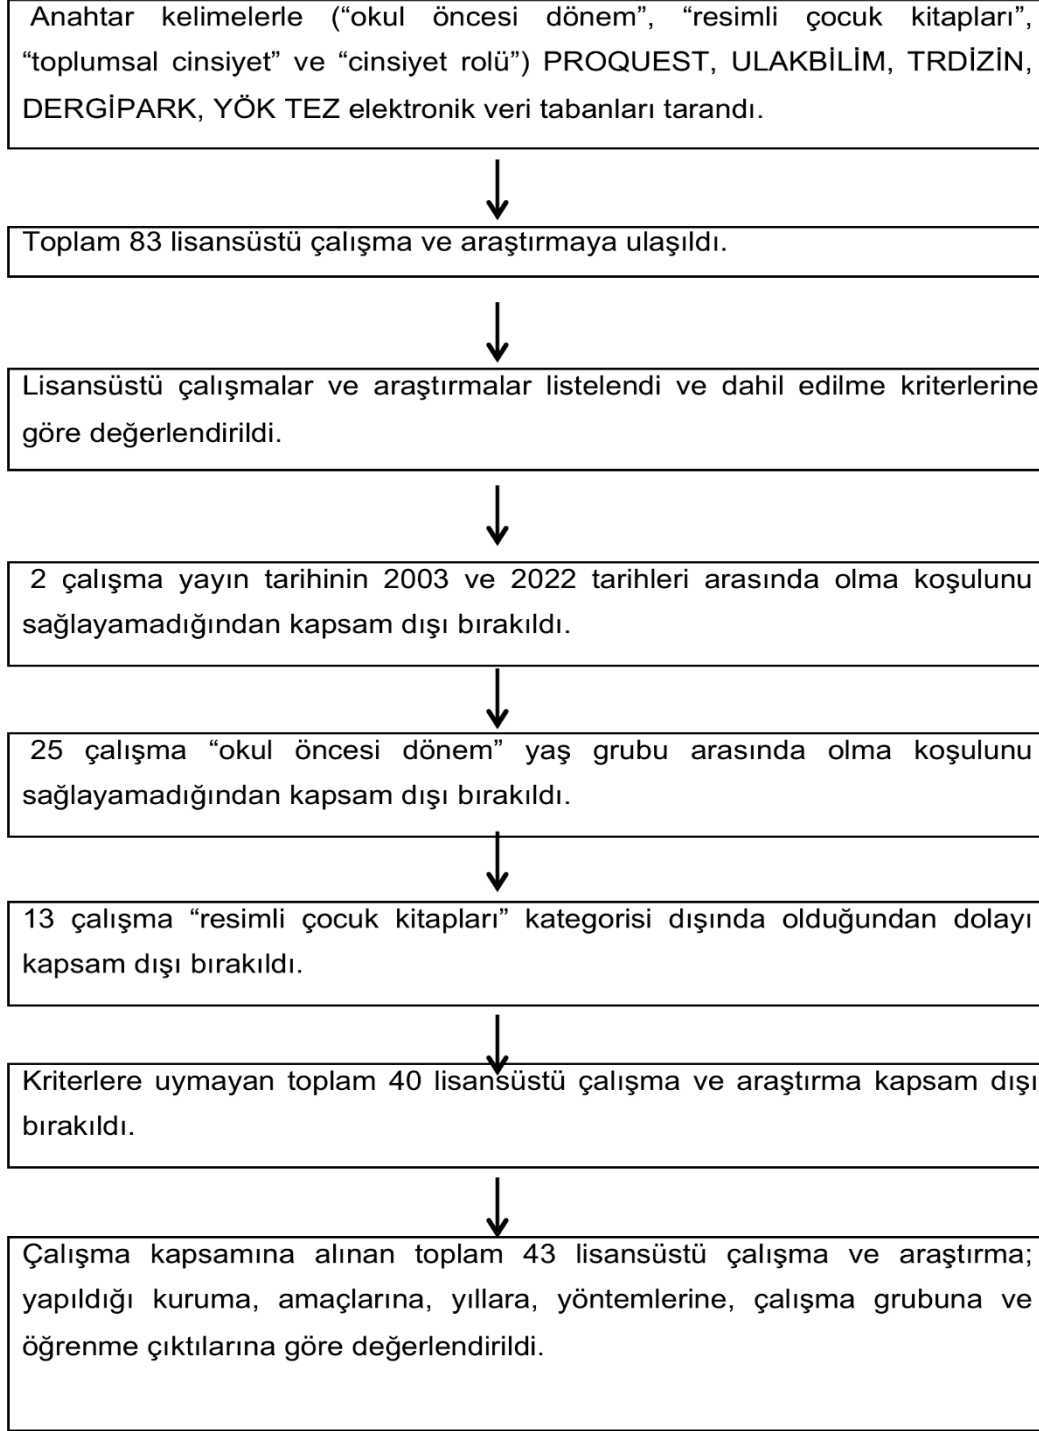 Anahtar kelimelerle (“okul öncesi dönem”, “resimli çocuk kitapları”,
“toplumsal cinsiyet” ve “cinsiyet rolü”) PROQUEST, ULAKBİLİM, TRDİZİN,
DERGİPARK, YÖK TEZ elektronik veri tabanları tarandı.
Toplam 83 lisansüstü çalışma ve araştırmaya ulaşıldı.
Lisansüstü çalışmalar ve araştırmalar listelendi ve dahil edilme kriterlerine
göre değerlendirildi.
2 çalışma yayın tarihinin 2003 ve 2022 tarihleri arasında olma koşulunu
sağlayamadığından kapsam dışı bırakıldı.
25 çalışma “okul öncesi dönem” yaş grubu arasında olma koşulunu
sağlayamadığından kapsam dışı bırakıldı.
13 çalışma “resimli çocuk kitapları” kategorisi dışında olduğundan dolayı
kapsam dışı bırakıldı.
Kriterlere uymayan toplam 40 lisansüstü çalışma ve araştırma kapsam dışı
bırakıldı.
Çalışma kapsamına alınan toplam 43 lisansüstü çalışma ve araştırma;
yapıldığı kuruma, amaçlarına, yıllara, yöntemlerine, çalışma grubuna ve
öğrenme çıktılarına göre değerlendirildi.